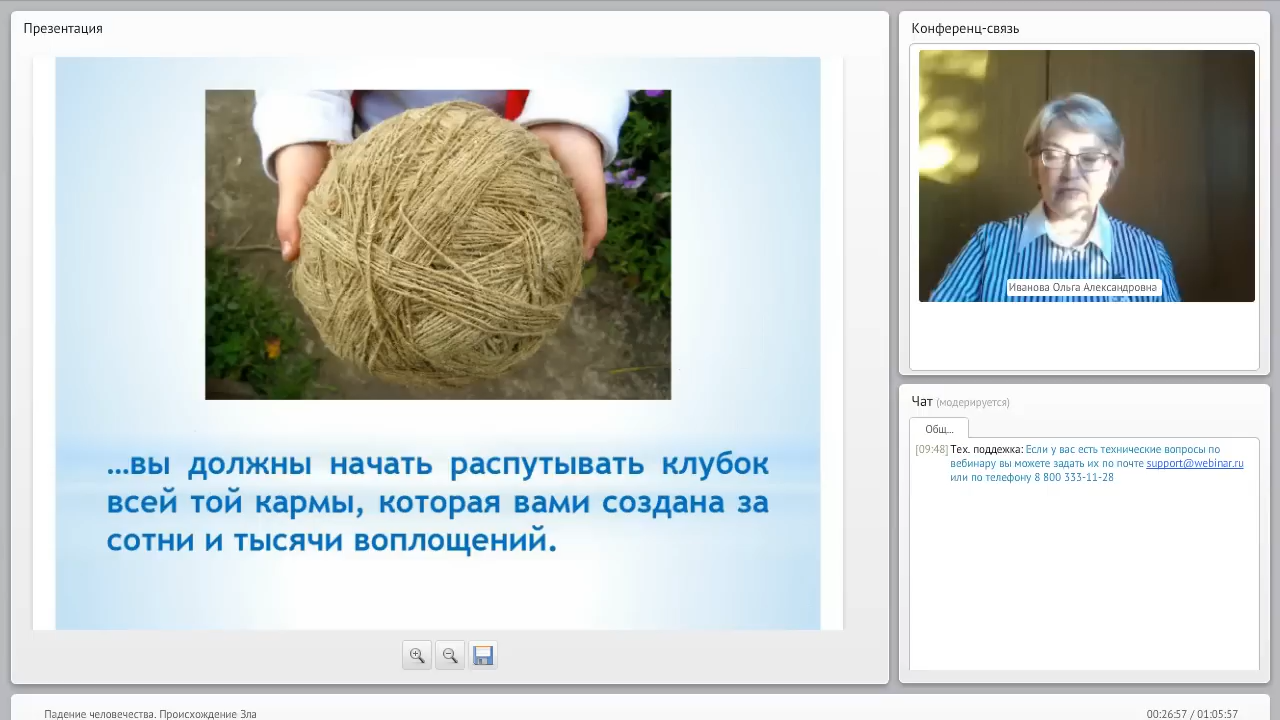 Презентация
…вы должны начать распутывать клубок
всей той кармы, которая вами создана за
сотни и тысячи воплощений.
Конференц-связь
Иванова Ольга Александровна
Чат (модерируется)
Общ...
[09:48] Тех. поддежка: Если у вас есть технические вопросы по
вебинару вы можете задать их по почте support@webinar.ru
или по телефону 8 800 333-11-28
Падение человечества. Происхождение Зла
00:26:57 / 01:05:57